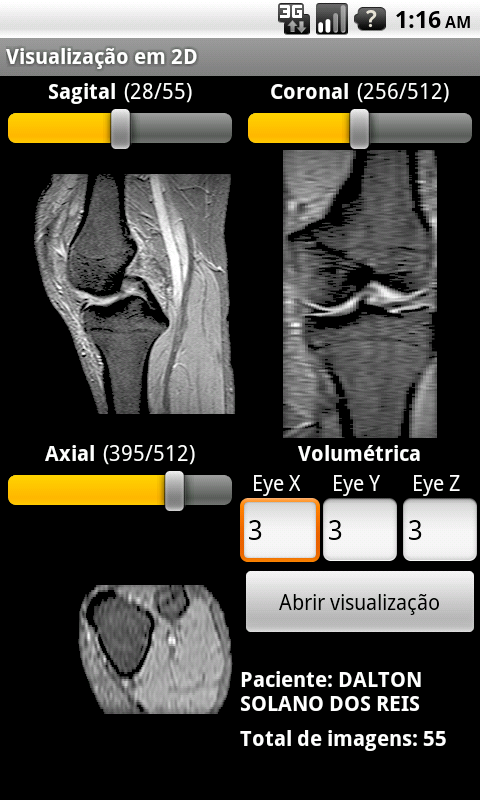 3G ? 1:16 AM
Visualização em 2D
Sagital (28/55)
Coronal (256/512)
Axial (395/512)
Volumétrica
Eye X Eye Y Eye Z
3 3 3
Abrir visualização
Paciente: DALTON
SOLANO DOS REIS
Total de imagens: 55